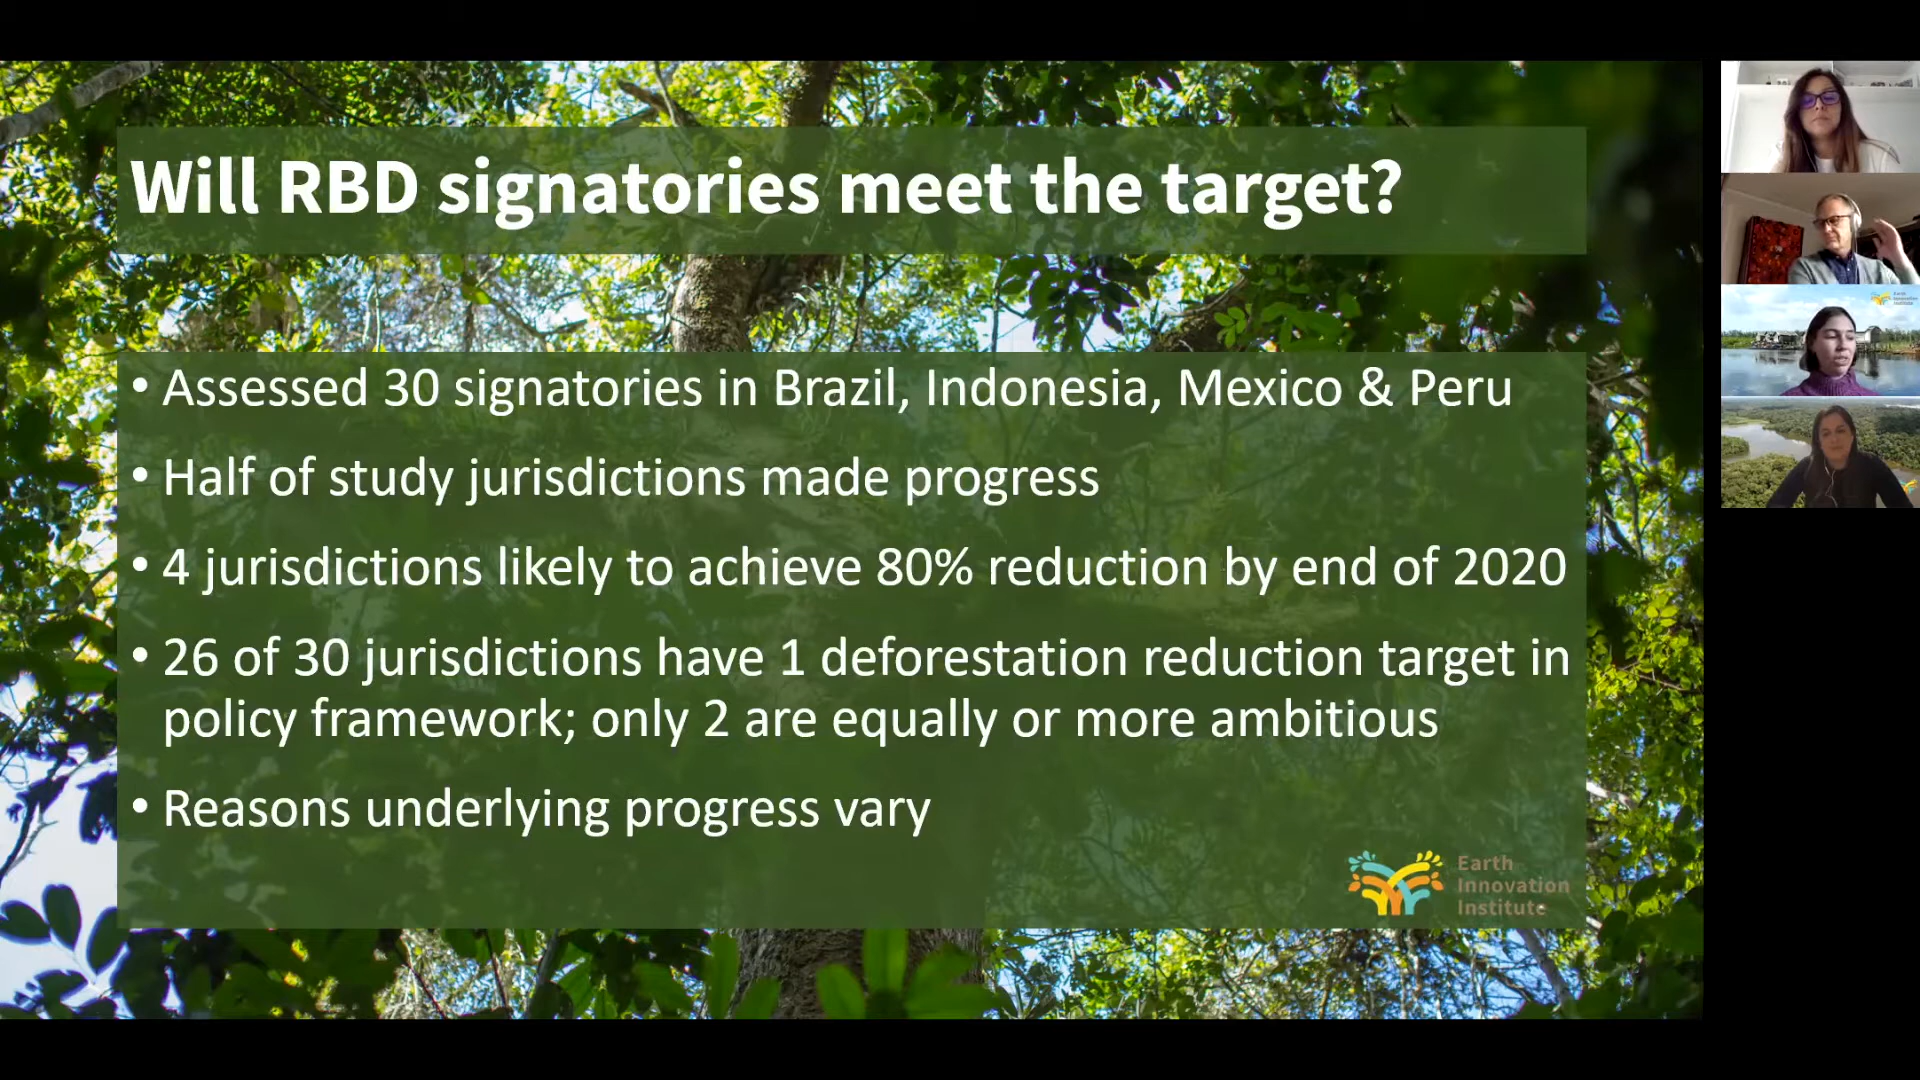 Will RBD signatories meet the target?
• Assessed 30 signatories in Brazil, Indonesia, Mexico & Peru
• Half of study jurisdictions made progress
• 4 jurisdictions likely to achieve 80% reduction by end of 2020
• 26 of 30 jurisdictions have 1 deforestation reduction target in
policy framework; only 2 are equally or more ambitious
• Reasons underlying progress vary
Earth
Innovation
Institute
Earth
Innovation
Institute